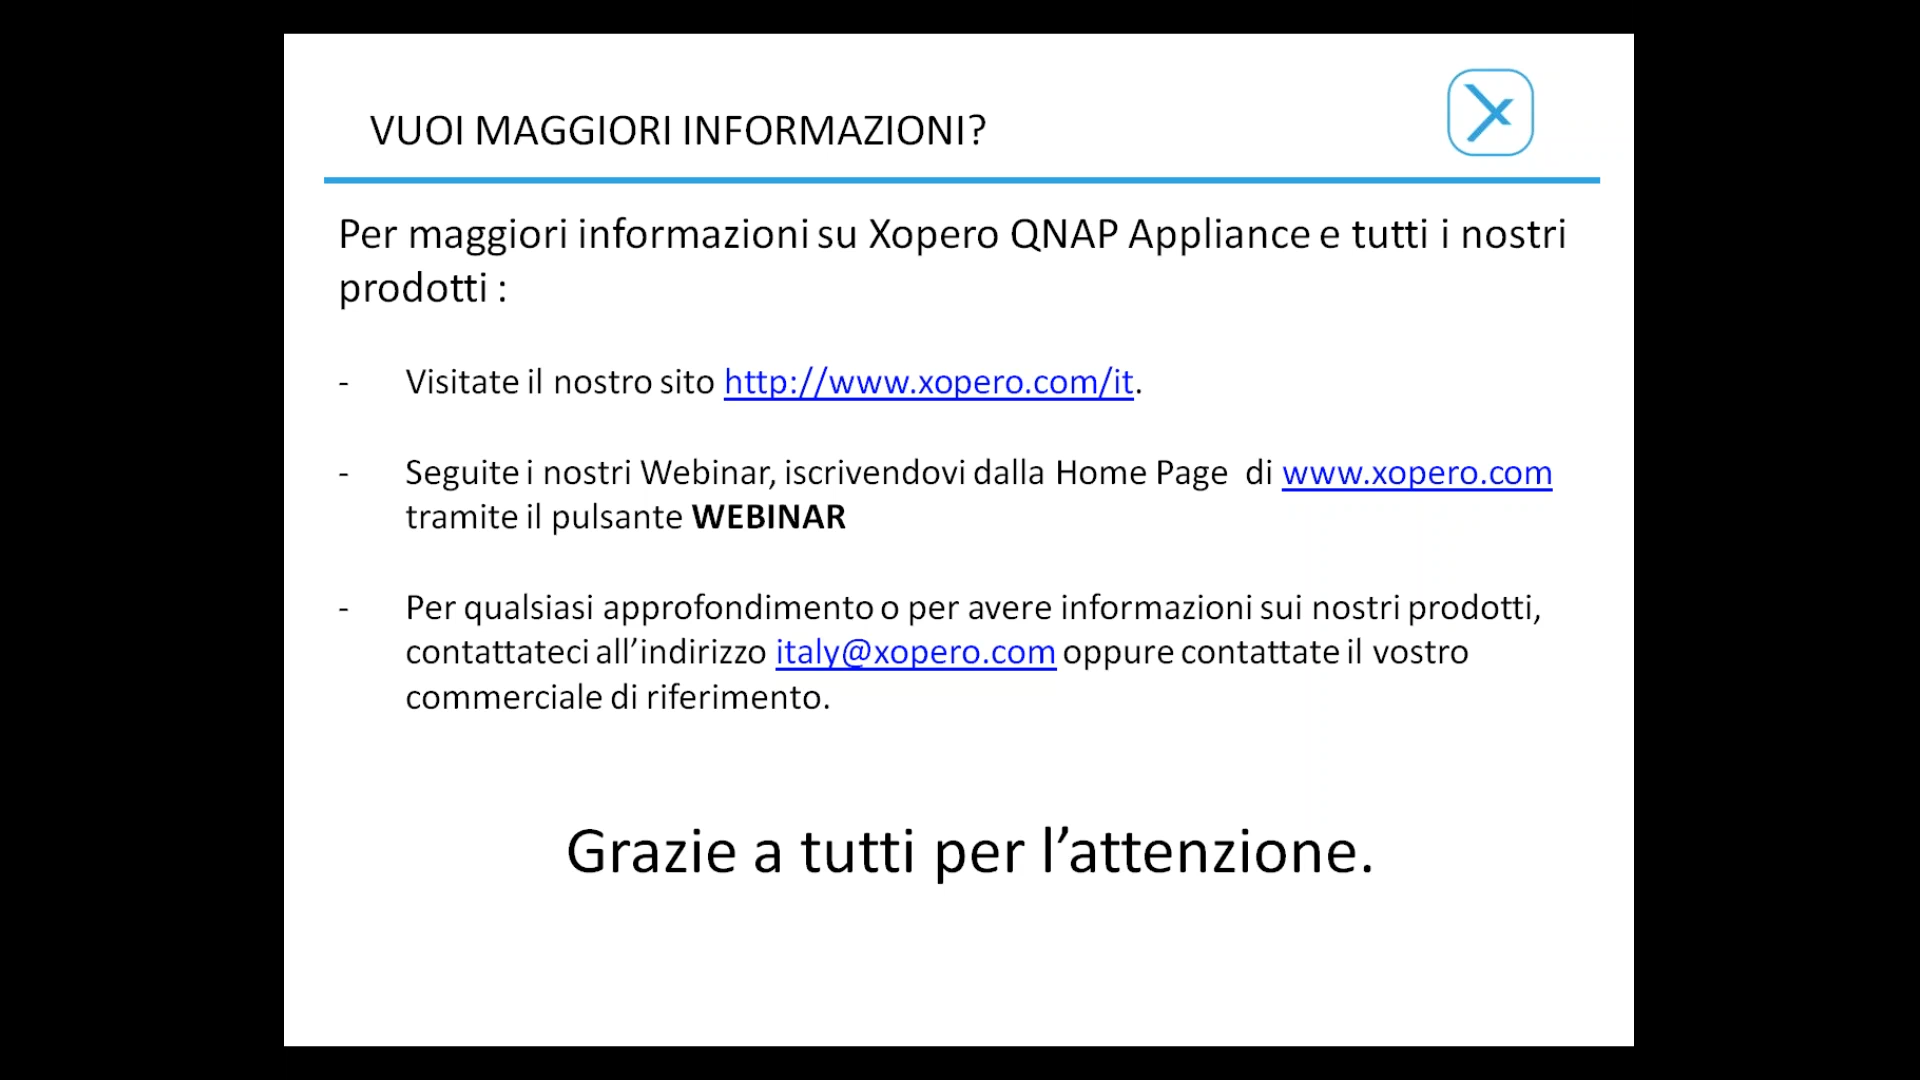 VUOI MAGGIORI INFORMAZIONI?
Per maggiori informazioni su Xopero QNAP Appliance e tutti i nostri
prodotti :
- Visitate il nostro sito http://www.xopero.com/it.
- Seguite i nostri Webinar, iscrivendovi dalla Home Page di www.xopero.com
tramite il pulsante WEBINAR
- Per qualsiasi approfondimento o per avere informazioni sui nostri prodotti,
contattateci all’indirizzo italy@xopero.com oppure contattate il vostro
commerciale di riferimento.
Grazie a tutti per l’attenzione.